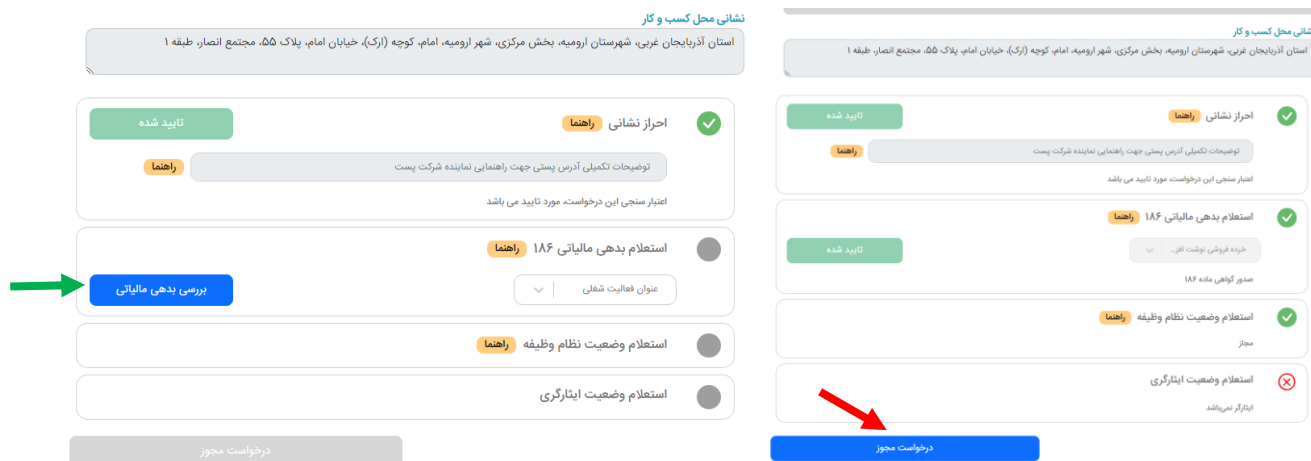 نشانی محل کسب و کار
استان آذربایجان غربی، شهرستان ارومیه، بخش مرکزی، شهر ارومیه، امام، کوچه (ارک)، خیابان امام، پلاک ۵۵، مجتمع انصار، طبقه ۱
احراز نشانی راهنما تایید شده
توضیحات تکمیلی آدرس پستی جهت راهنمایی نماینده شرکت پست راهنما
اعتبار سنجی این درخواست، مورد تایید می باشد
استعلام بدهی مالیاتی ۱۸۶ راهنما
عنوان فعالیت شغلی بررسی بدهی مالیاتی
استعلام وضعیت نظام وظیفه راهنما
استعلام وضعیت ایثارگری
درخواست مجوز
شانی محل کسب و کار
استان آذربایجان غربی، شهرستان ارومیه، بخش مرکزی، شهر ارومیه، امام، کوچه (ارک)، خیابان امام، پلاک ۵۵، مجتمع انصار، طبقه ۱
احراز نشانی راهنما تایید شده
توضیحات تکمیلی آدرس پستی جهت راهنمایی نماینده شرکت پست راهنما
اعتبار سنجی این درخواست، مورد تایید می باشد
استعلام بدهی مالیاتی ۱۸۶ راهنما
خرده فروشی نوشت افز... تایید شده
صدور گواهی ماده ۱۸۶
استعلام وضعیت نظام وظیفه راهنما
مجاز
استعلام وضعیت ایثارگری
ایثارگر نمی‌باشد
درخواست مجوز